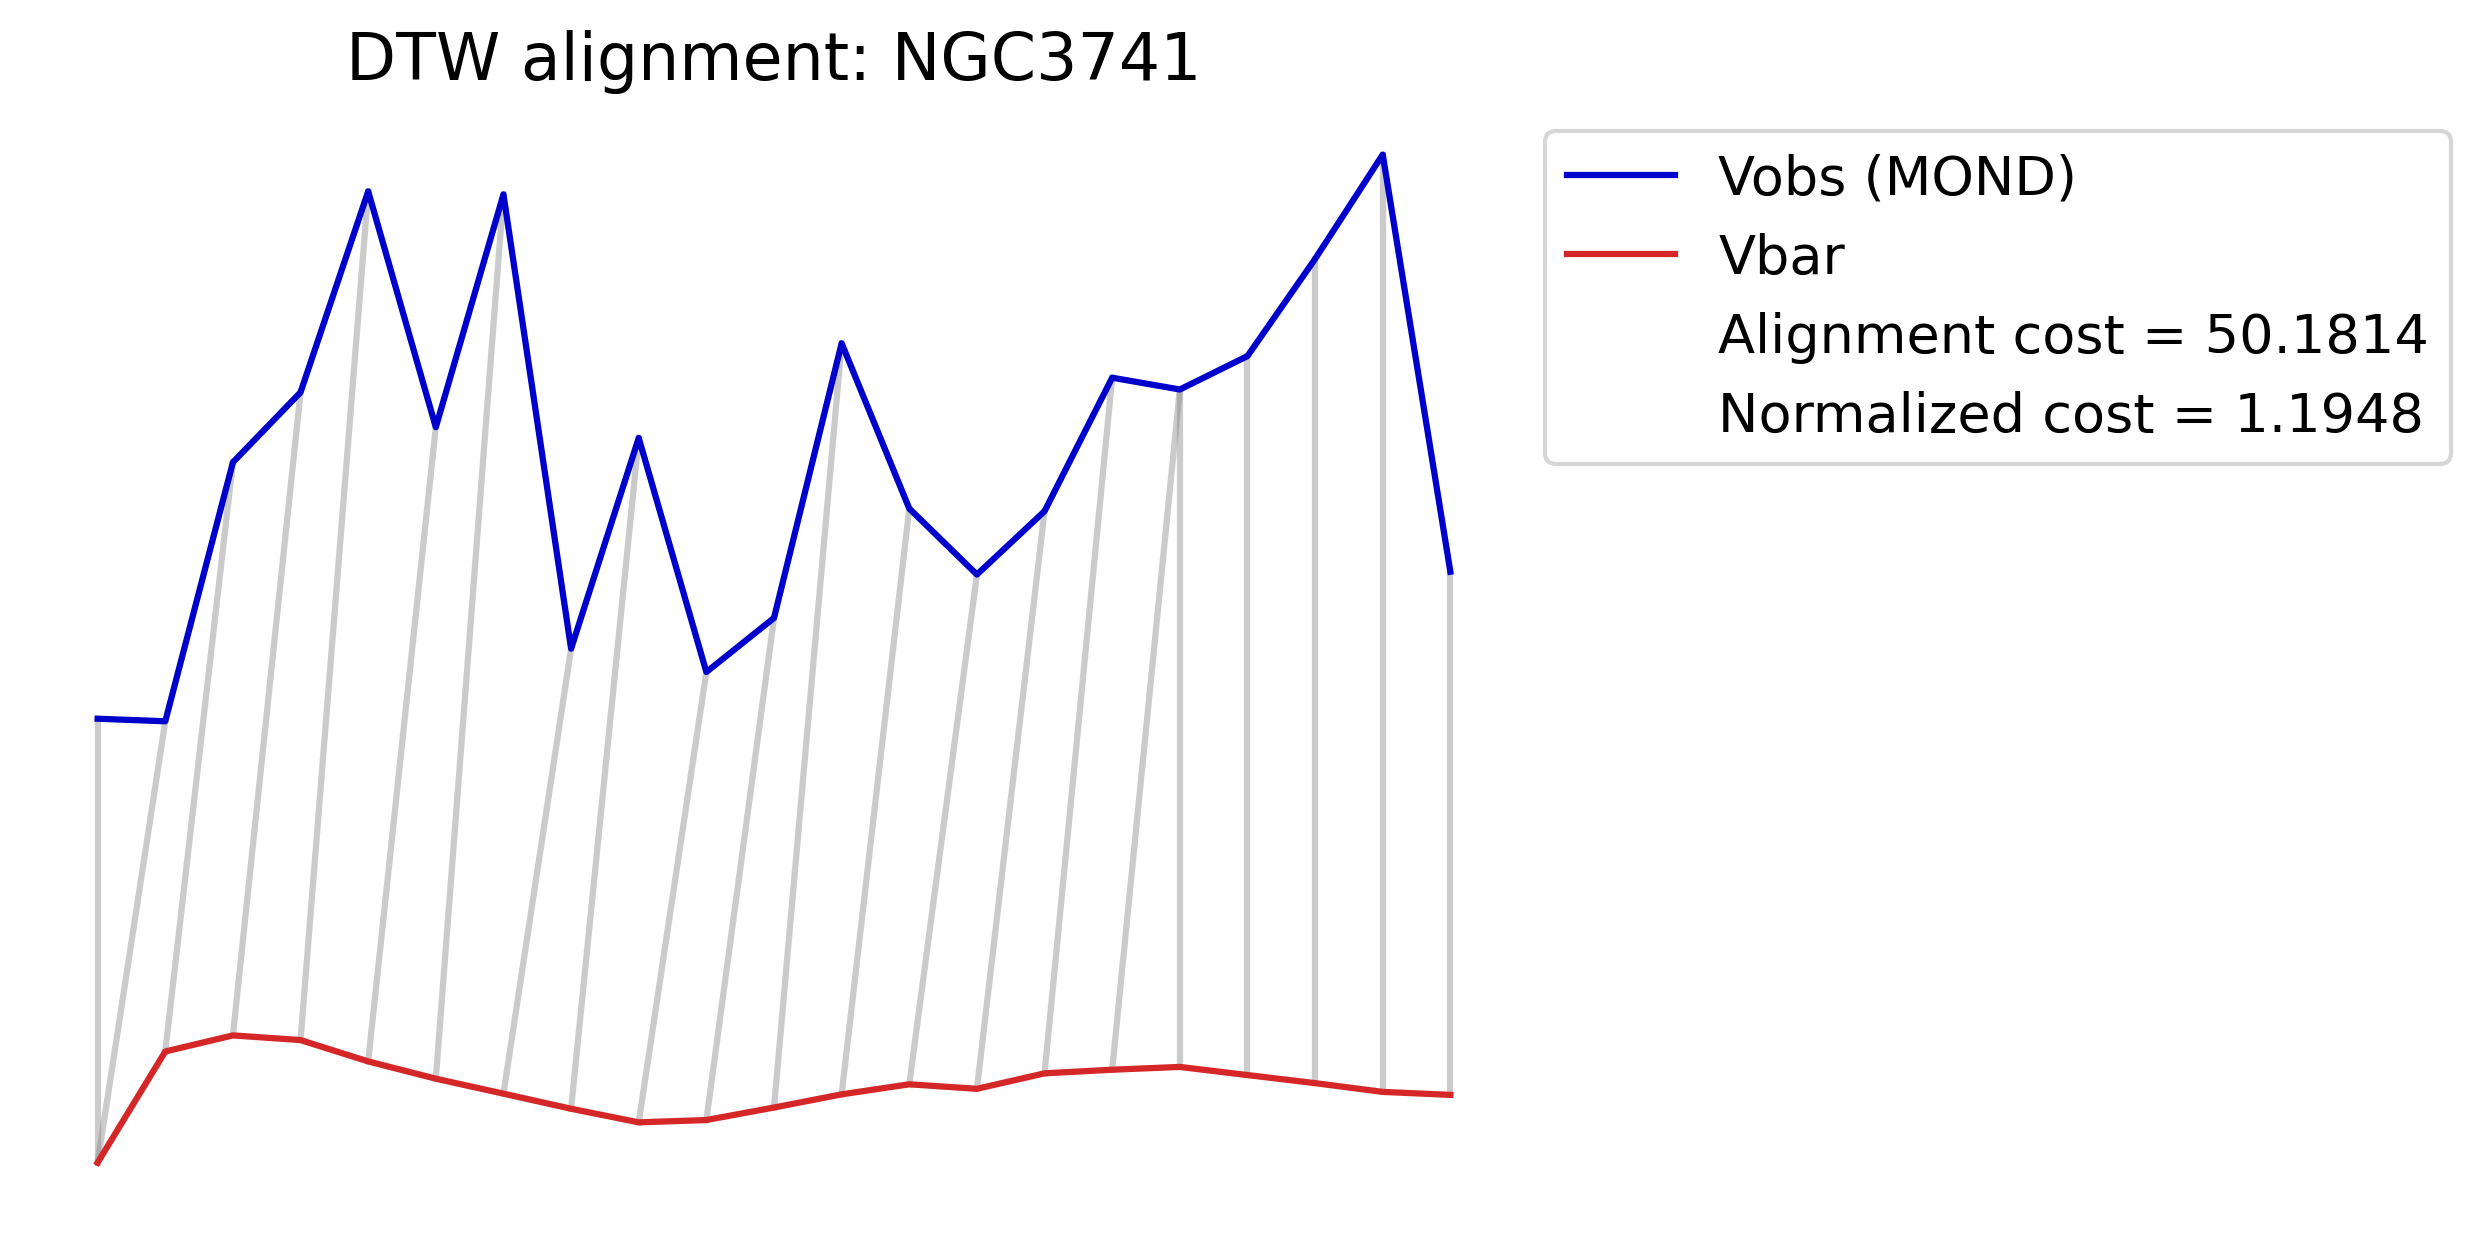 DTW alignment: NGC3741
Vobs (MOND)
Vbar
Alignment cost = 50.1814
Normalized cost = 1.1948